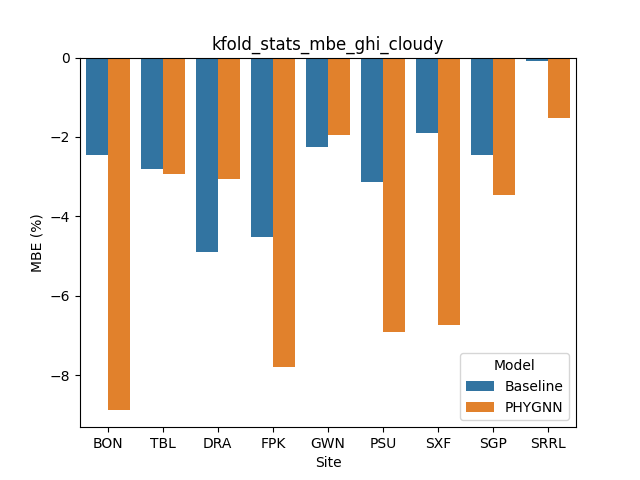 kfold_stats_mbe_ghi_cloudy
MBE (%)
0
−2
−4
−6
−8
BON TBL DRA FPK GWN PSU SXF SGP SRRL
Site
Model
Baseline
PHYGNN